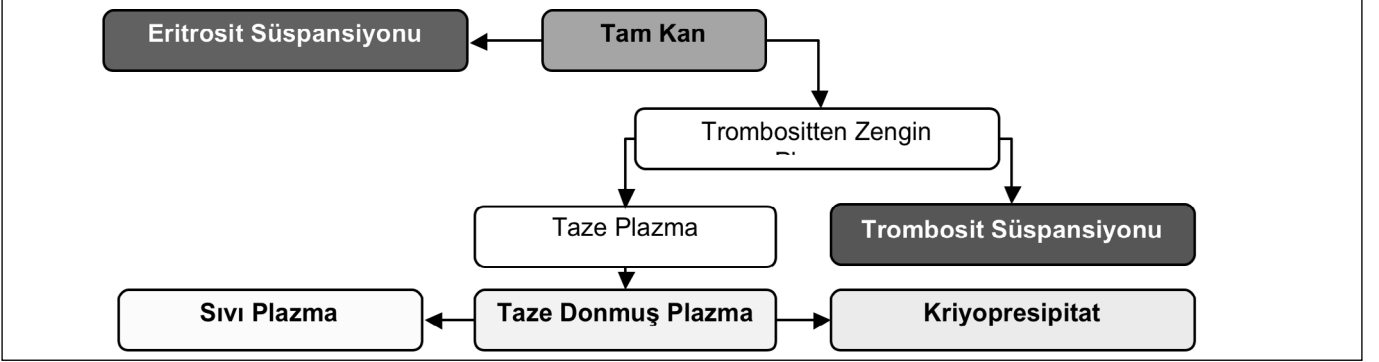 Eritrosit Süspansiyonu
Tam Kan
Trombositten Zengin
Taze Plazma
Trombosit Süspansiyonu
Sıvı Plazma
Taze Donmuş Plazma
Kriyopresipitat